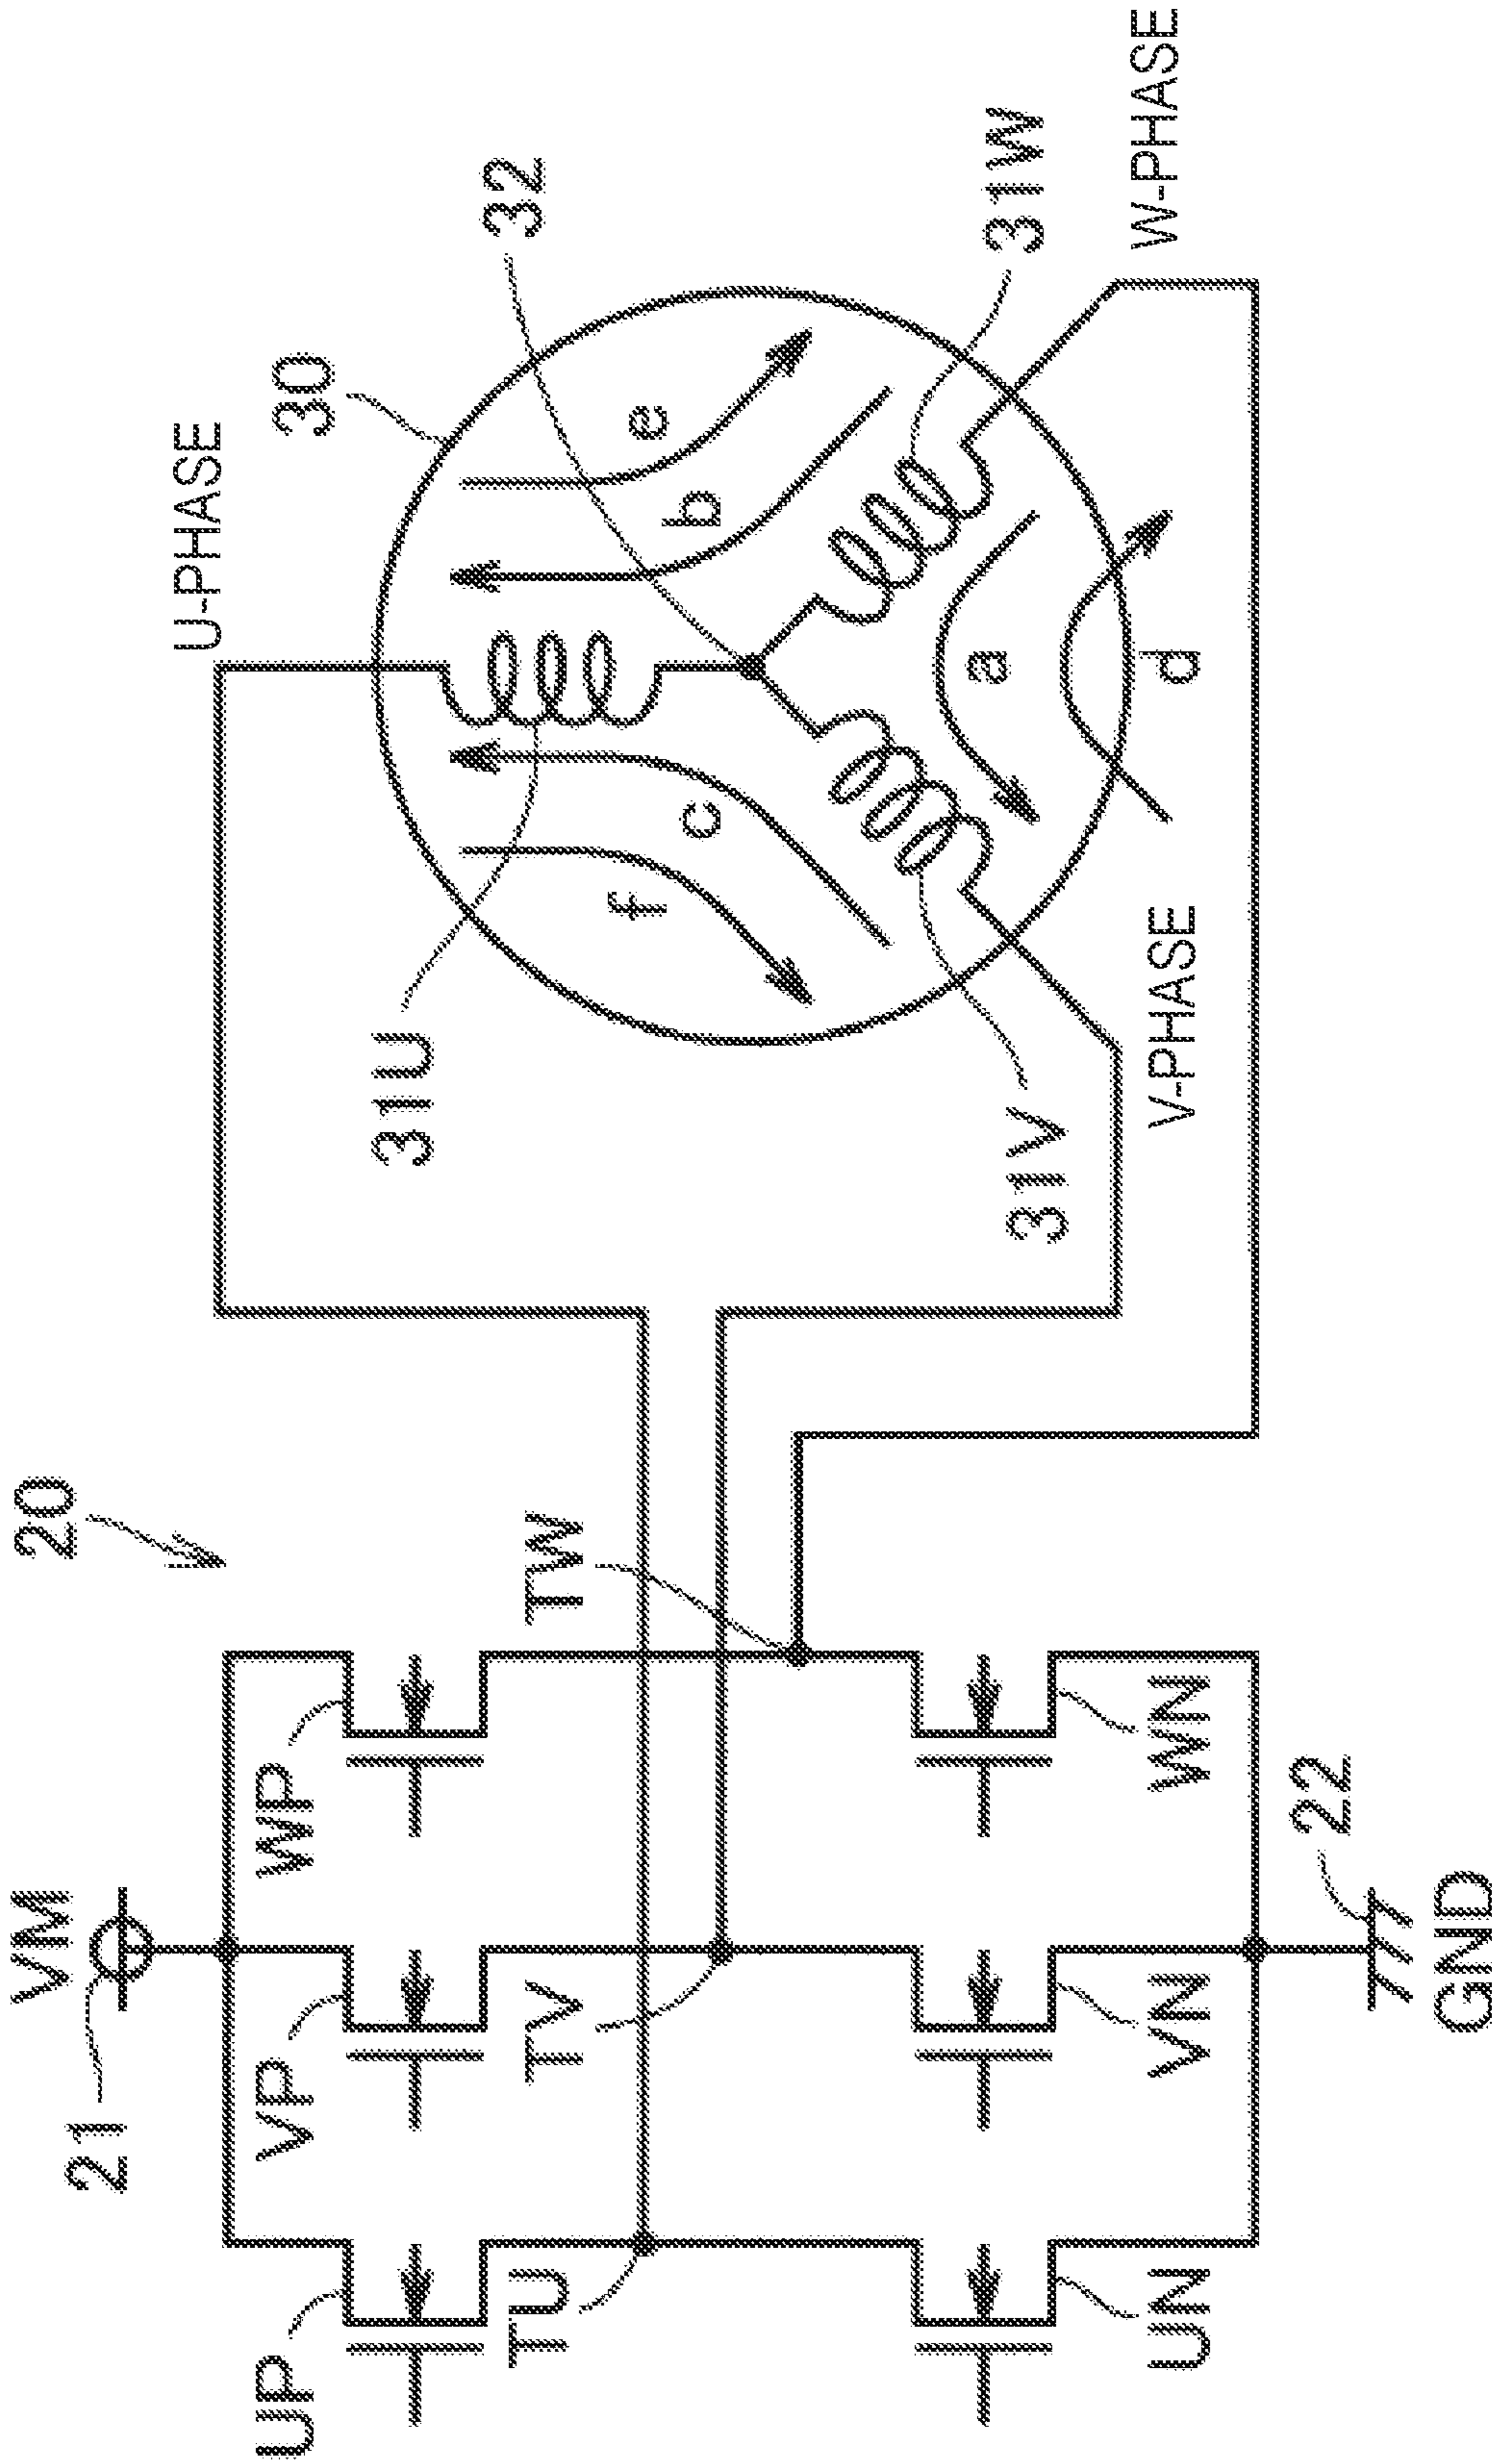 20
VM
21
UP
VP
WP
TU
TV
TW
UN
VN
WN
22
GND
U-PHASE
30
32
31U
31V
31W
V-PHASE
W-PHASE
f
c
b
e
a
d